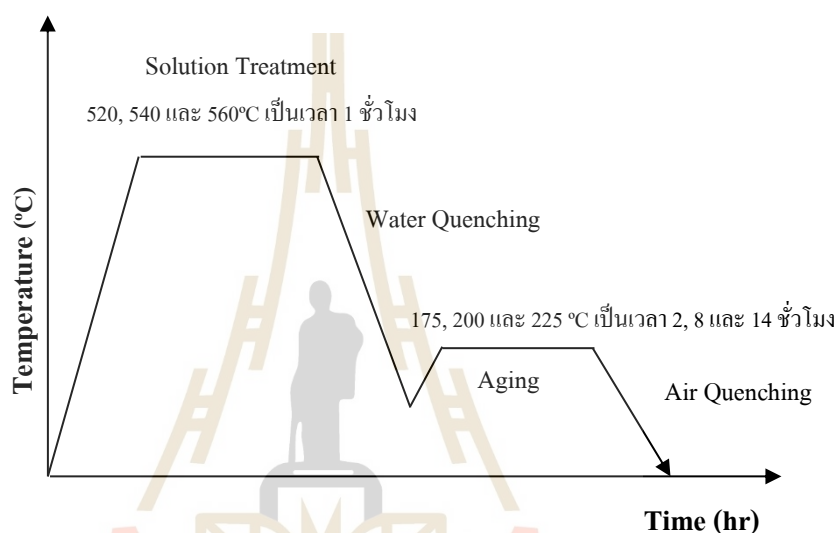 Solution Treatment
520, 540 และ 560ºC เป็นเวลา 1 ชั่วโมง
Water Quenching
175, 200 และ 225 ºC เป็นเวลา 2, 8 และ 14 ชั่วโมง
Aging
Air Quenching
Temperature (ºC)
Time (hr)